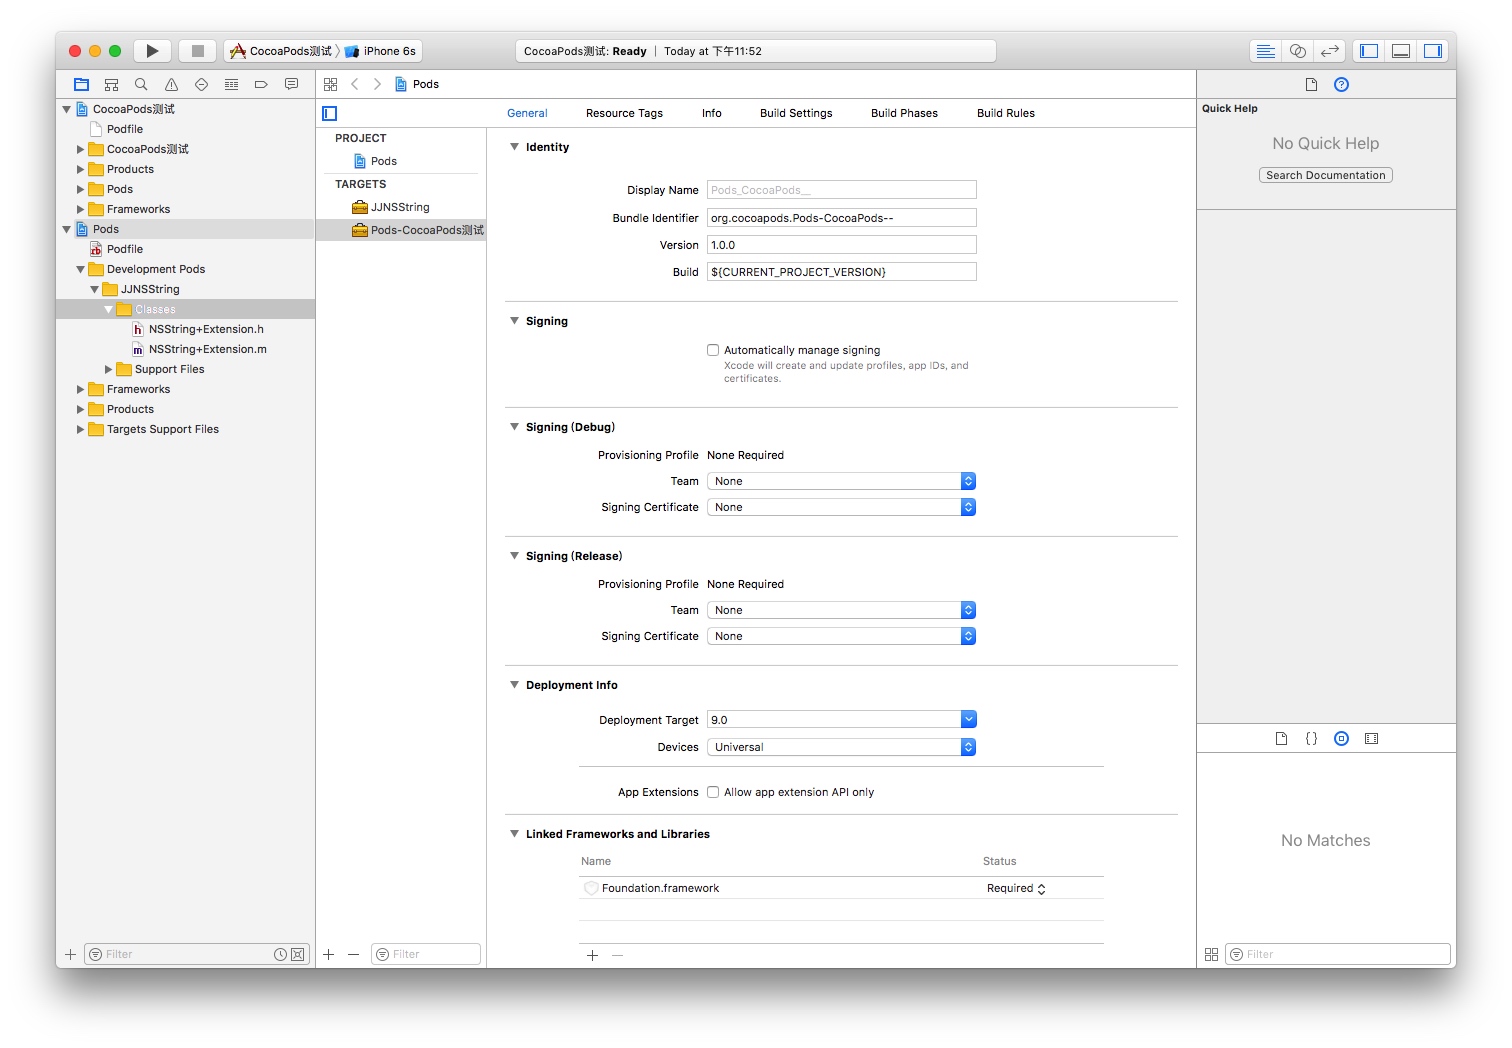 CocoaPods测试 〉 iPhone 6s
CocoaPods测试: Ready | Today at 下午11:52
Pods
CocoaPods测试
Podfile
CocoaPods测试
Products
Pods
Frameworks
Pods
Podfile
Development Pods
JJNSString
Classes
NSString+Extension.h
NSString+Extension.m
Support Files
Frameworks
Products
Targets Support Files
Filter
PROJECT
Pods
TARGETS
JJNSString
Pods-CocoaPods测试
Filter
General Resource Tags Info Build Settings Build Phases Build Rules
Identity
Display Name Pods_CocoaPods__
Bundle Identifier org.cocoapods.Pods-CocoaPods--
Version 1.0.0
Build ${CURRENT_PROJECT_VERSION}
Signing
Automatically manage signing
Xcode will create and update profiles, app IDs, and
certificates.
Signing (Debug)
Provisioning Profile None Required
Team None
Signing Certificate None
Signing (Release)
Provisioning Profile None Required
Team None
Signing Certificate None
Deployment Info
Deployment Target 9.0
Devices Universal
App Extensions Allow app extension API only
Linked Frameworks and Libraries
Name Status
Foundation.framework Required
Quick Help
No Quick Help
Search Documentation
{ }
No Matches
Filter